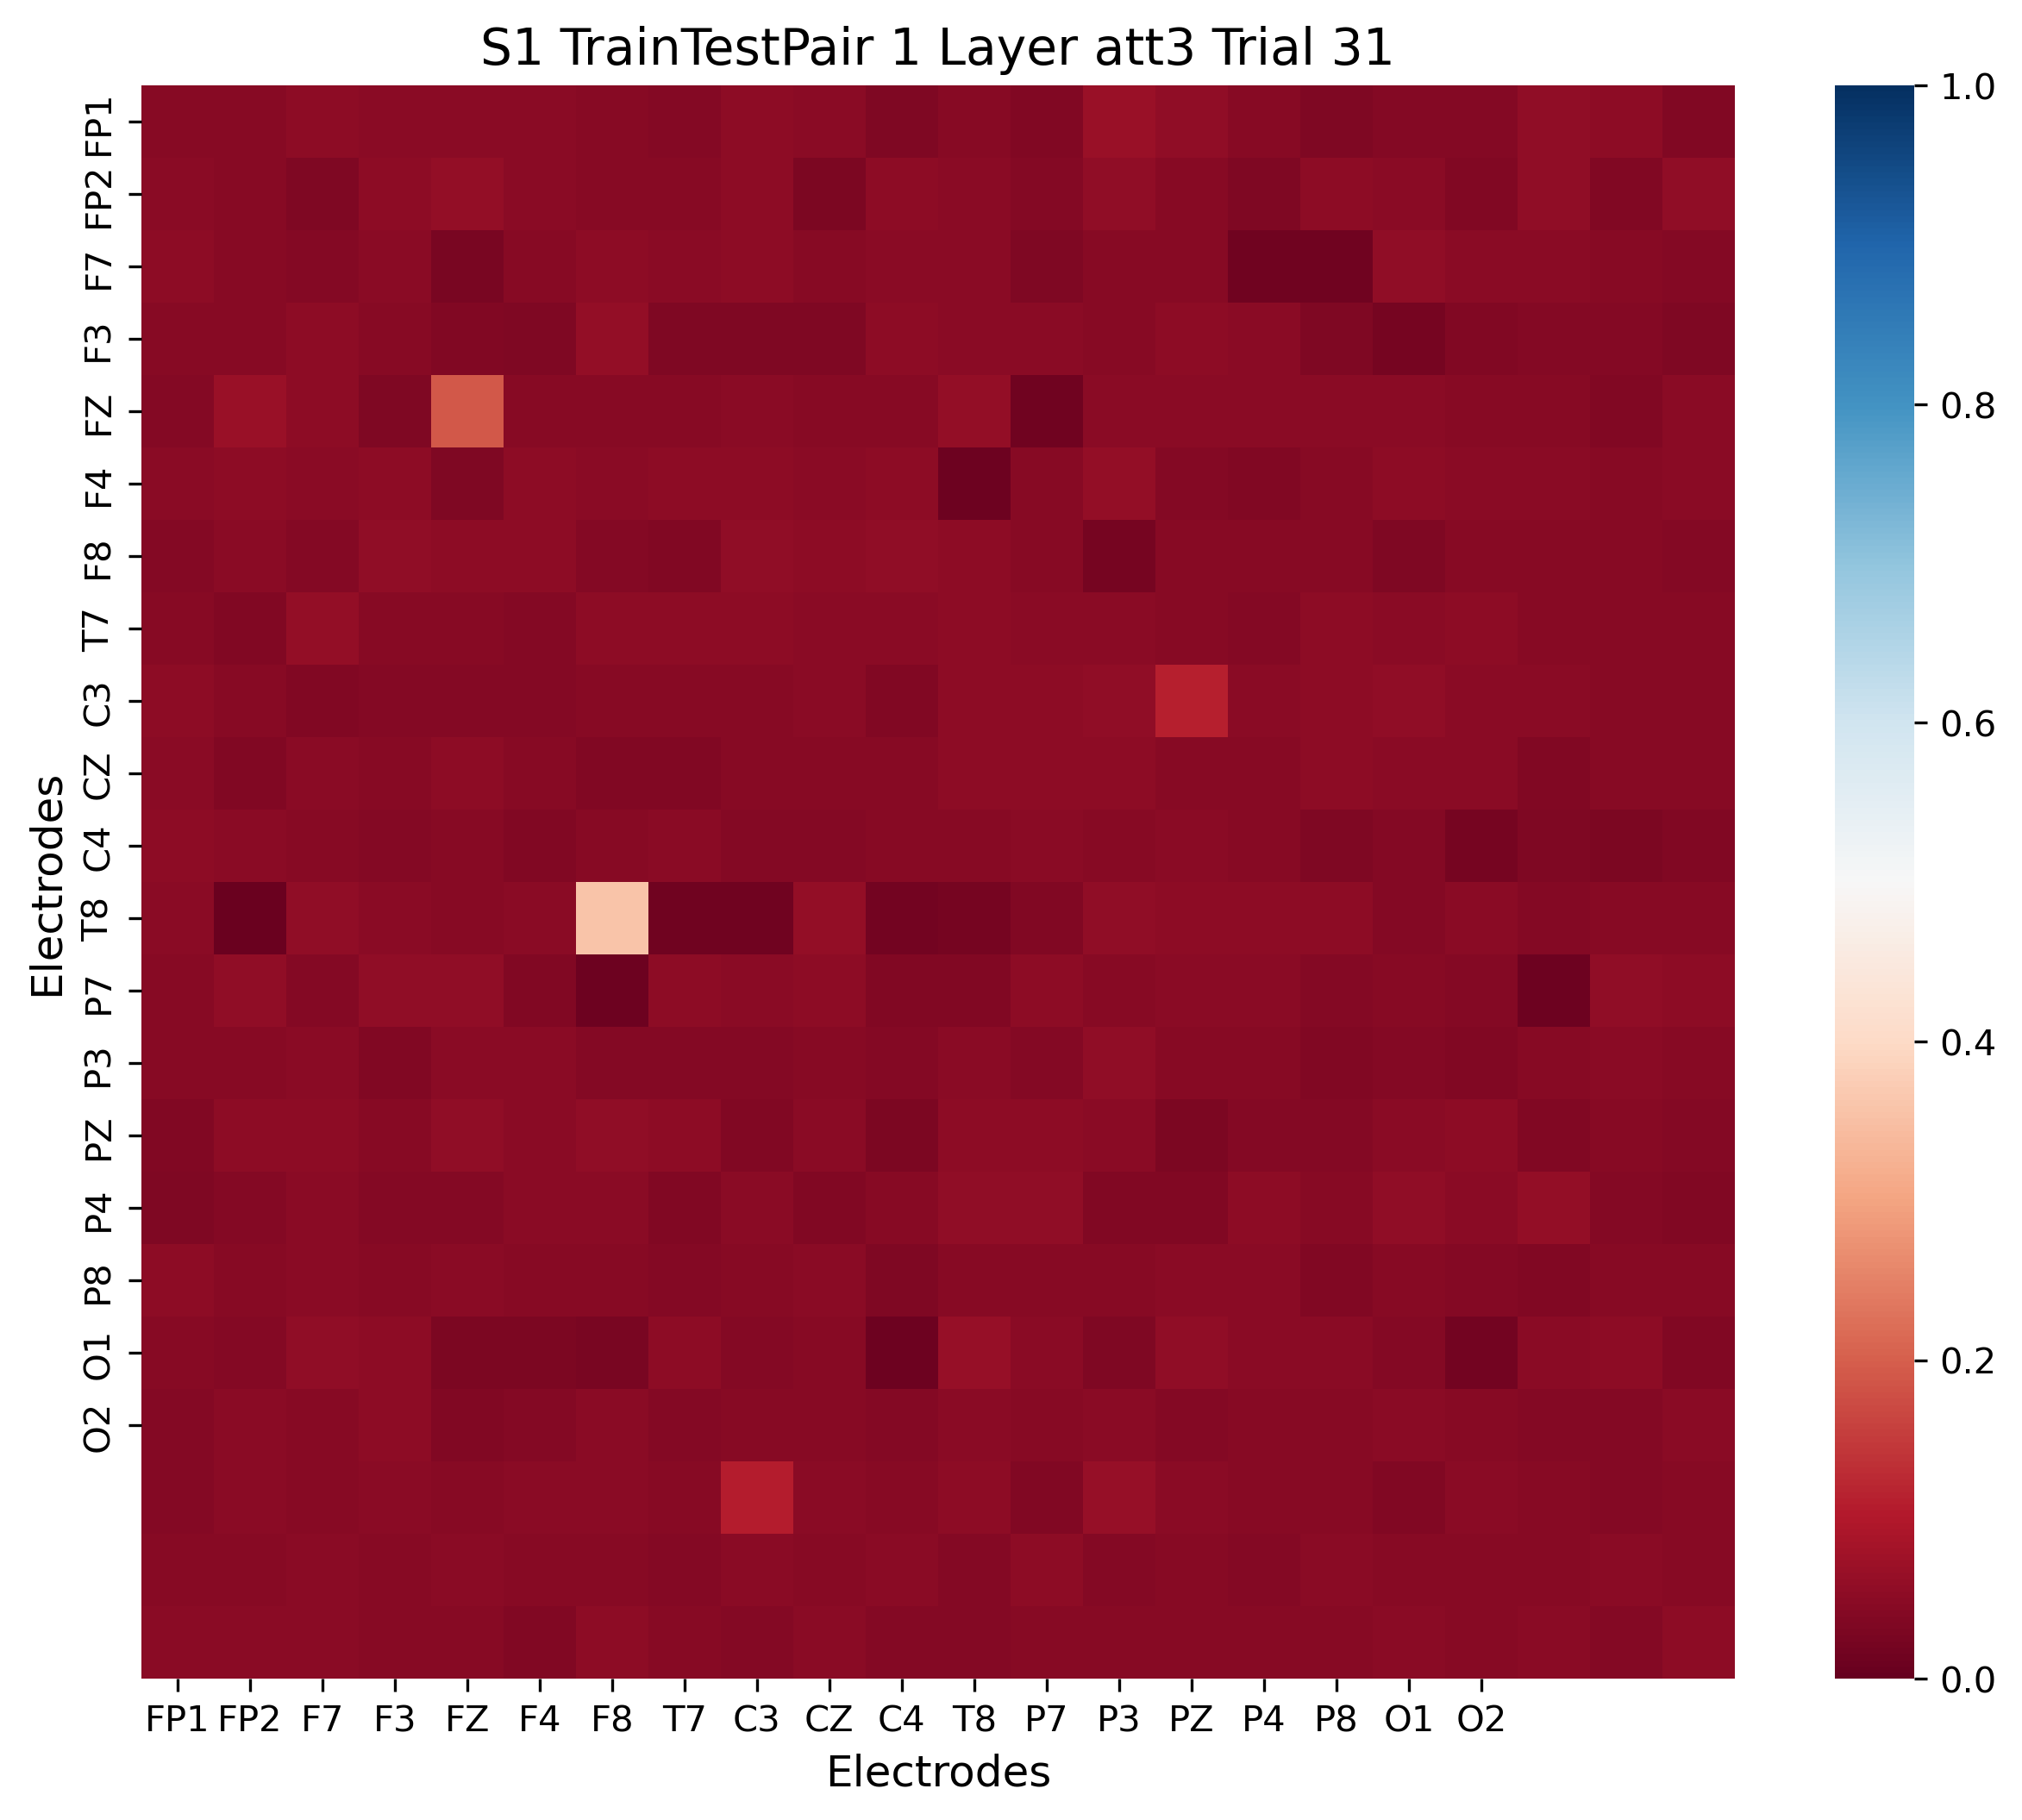 S1 TrainTestPair 1 Layer att3 Trial 31
Electrodes
FP1
FP2
F7
F3
FZ
F4
F8
T7
C3
CZ
C4
T8
P7
P3
PZ
P4
P8
O1
O2
FP1 FP2 F7 F3 FZ F4 F8 T7 C3 CZ C4 T8 P7 P3 PZ P4 P8 O1 O2
Electrodes
1.0
0.8
0.6
0.4
0.2
0.0